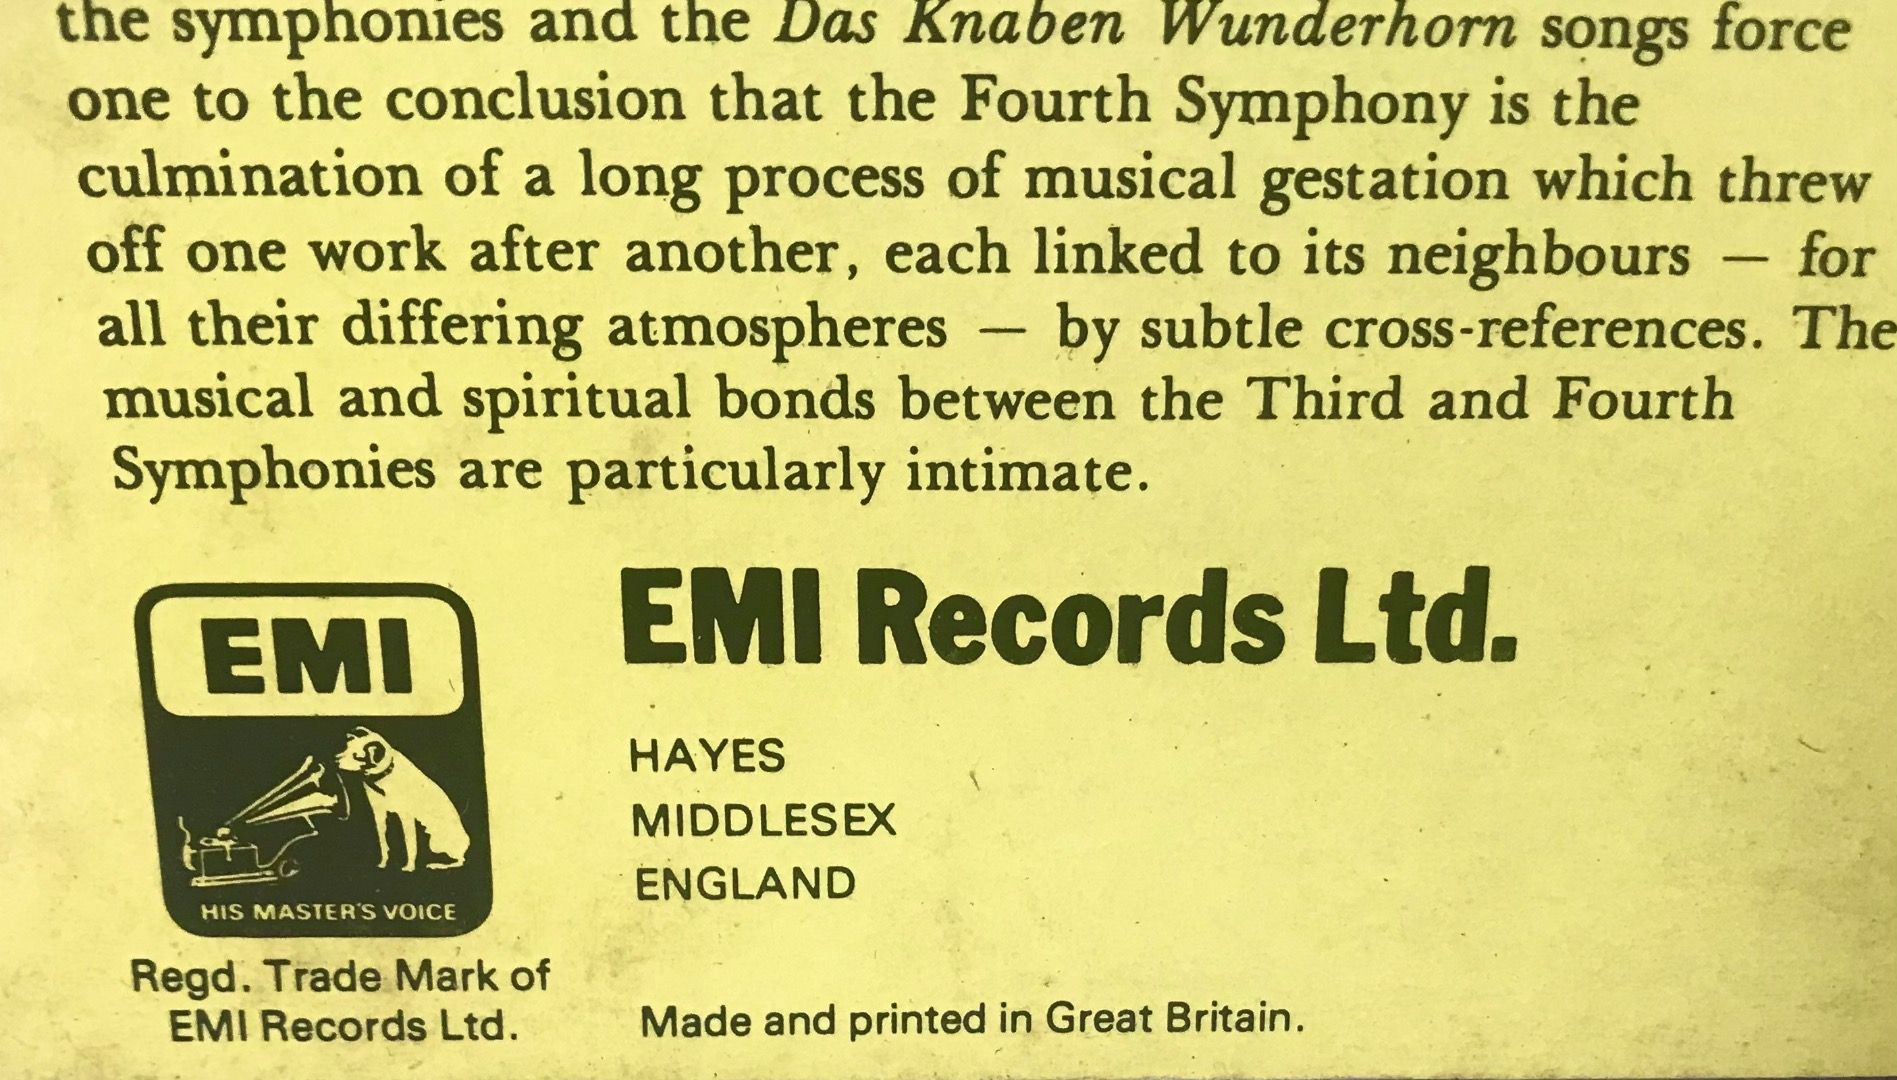 the symphonies and the Das Knaben Wunderhorn songs force
one to the conclusion that the Fourth Symphony is the
culmination of a long process of musical gestation which threw
off one work after another, each linked to its neighbours — for
all their differing atmospheres — by subtle cross-references. The
musical and spiritual bonds between the Third and Fourth
Symphonies are particularly intimate.
EMI
HIS MASTER'S VOICE
Regd. Trade Mark of
EMI Records Ltd.
EMI Records Ltd.
HAYES
MIDDLESEX
ENGLAND
Made and printed in Great Britain.